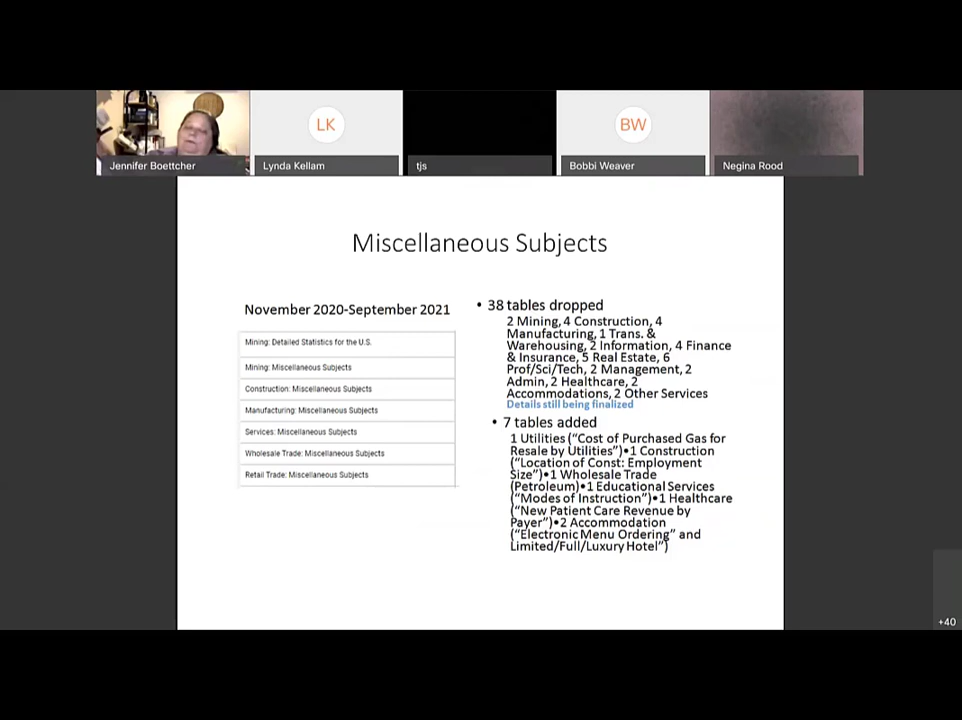 LK
BW
Jennifer Boettcher
Lynda Kellam
tjs
Bobbi Weaver
Negina Rood
Miscellaneous Subjects
November 2020-September 2021
Mining: Detailed Statistics for the U.S.
Mining: Miscellaneous Subjects
Construction: Miscellaneous Subjects
Manufacturing: Miscellaneous Subjects
Services: Miscellaneous Subjects
Wholesale Trade: Miscellaneous Subjects
Retail Trade: Miscellaneous Subjects
• 38 tables dropped
2 Mining, 4 Construction, 4
Manufacturing, 1 Trans. &
Warehousing, 2 Information, 4 Finance
& Insurance, 5 Real Estate, 6
Prof/Sci/Tech, 2 Management, 2
Admin, 2 Healthcare, 2
Accommodations, 2 Other Services
Details still being finalized
• 7 tables added
1 Utilities ("Cost of Purchased Gas for
Resale by Utilities")•1 Construction
("Location of Const: Employment
Size")•1 Wholesale Trade
(Petroleum)•1 Educational Services
("Modes of Instruction")•1 Healthcare
("New Patient Care Revenue by
Payer")•2 Accommodation
("Electronic Menu Ordering" and
Limited/Full/Luxury Hotel")
+40